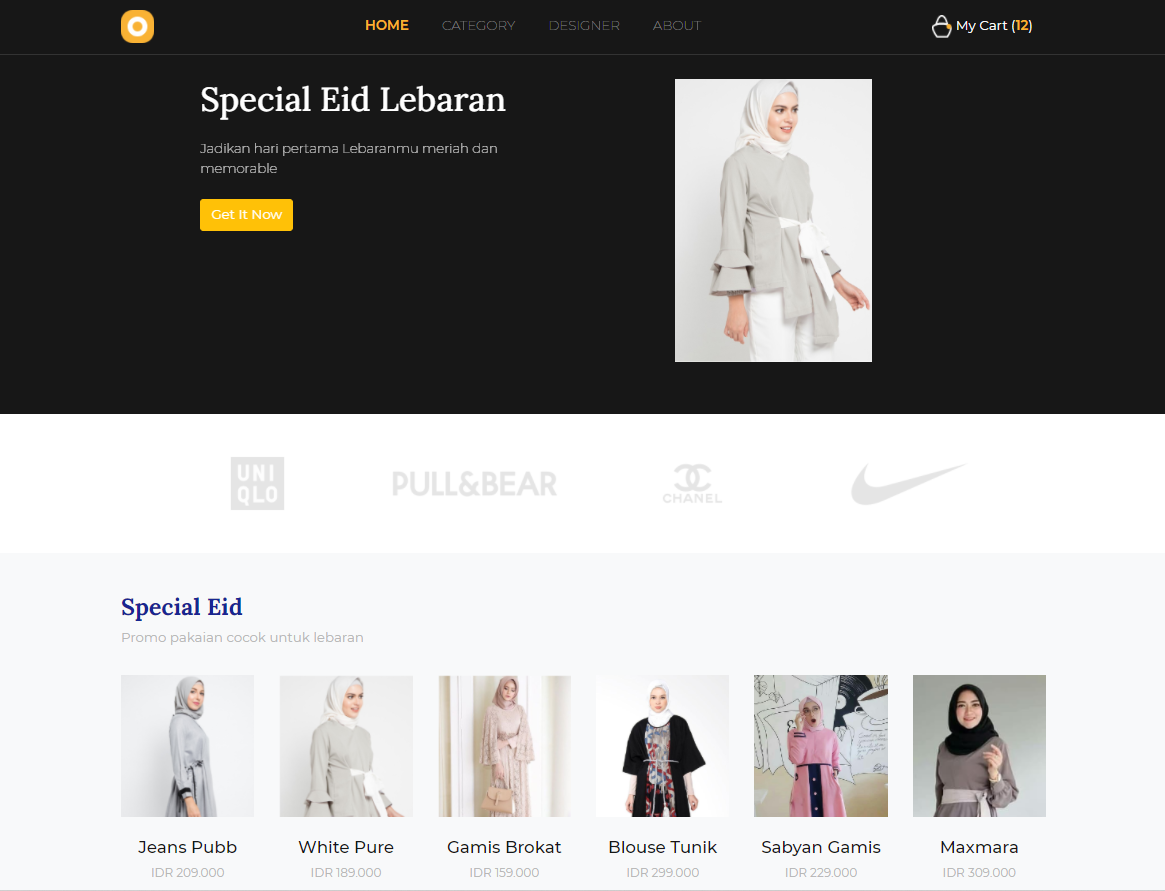 HOME CATEGORY DESIGNER ABOUT My Cart (12)
Special Eid Lebaran
Jadikan hari pertama Lebaranmu meriah dan
memorable
Get It Now
UNI
QLO
PULL&BEAR
CHANEL
Special Eid
Promo pakaian cocok untuk lebaran
Jeans Pubb White Pure Gamis Brokat Blouse Tunik Sabyan Gamis Maxmara
IDR 209.000 IDR 189.000 IDR 159.000 IDR 299.000 IDR 229.000 IDR 309.000